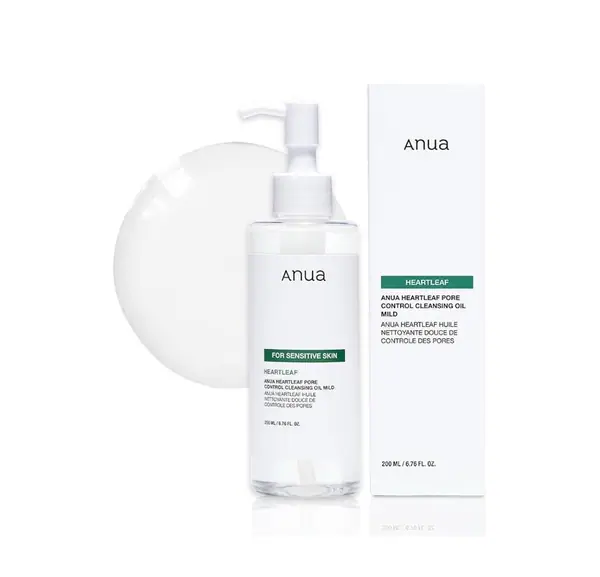 Anua
FOR SENSITIVE SKIN
HEARTLEAF
ANUA HEARTLEAF PORE
CONTROL CLEANSING OIL MILD
ANUA HEARTLEAF HUILE
NETTOYANTE DOUCE DE
CONTROLE DES PORES
200 ML / 6.76 FL. OZ.
Anua
HEARTLEAF
ANUA HEARTLEAF PORE
CONTROL CLEANSING OIL
MILD
ANUA HEARTLEAF HUILE
NETTOYANTE DOUCE DE
CONTROLE DES PORES
200 ML / 6.76 FL. OZ.